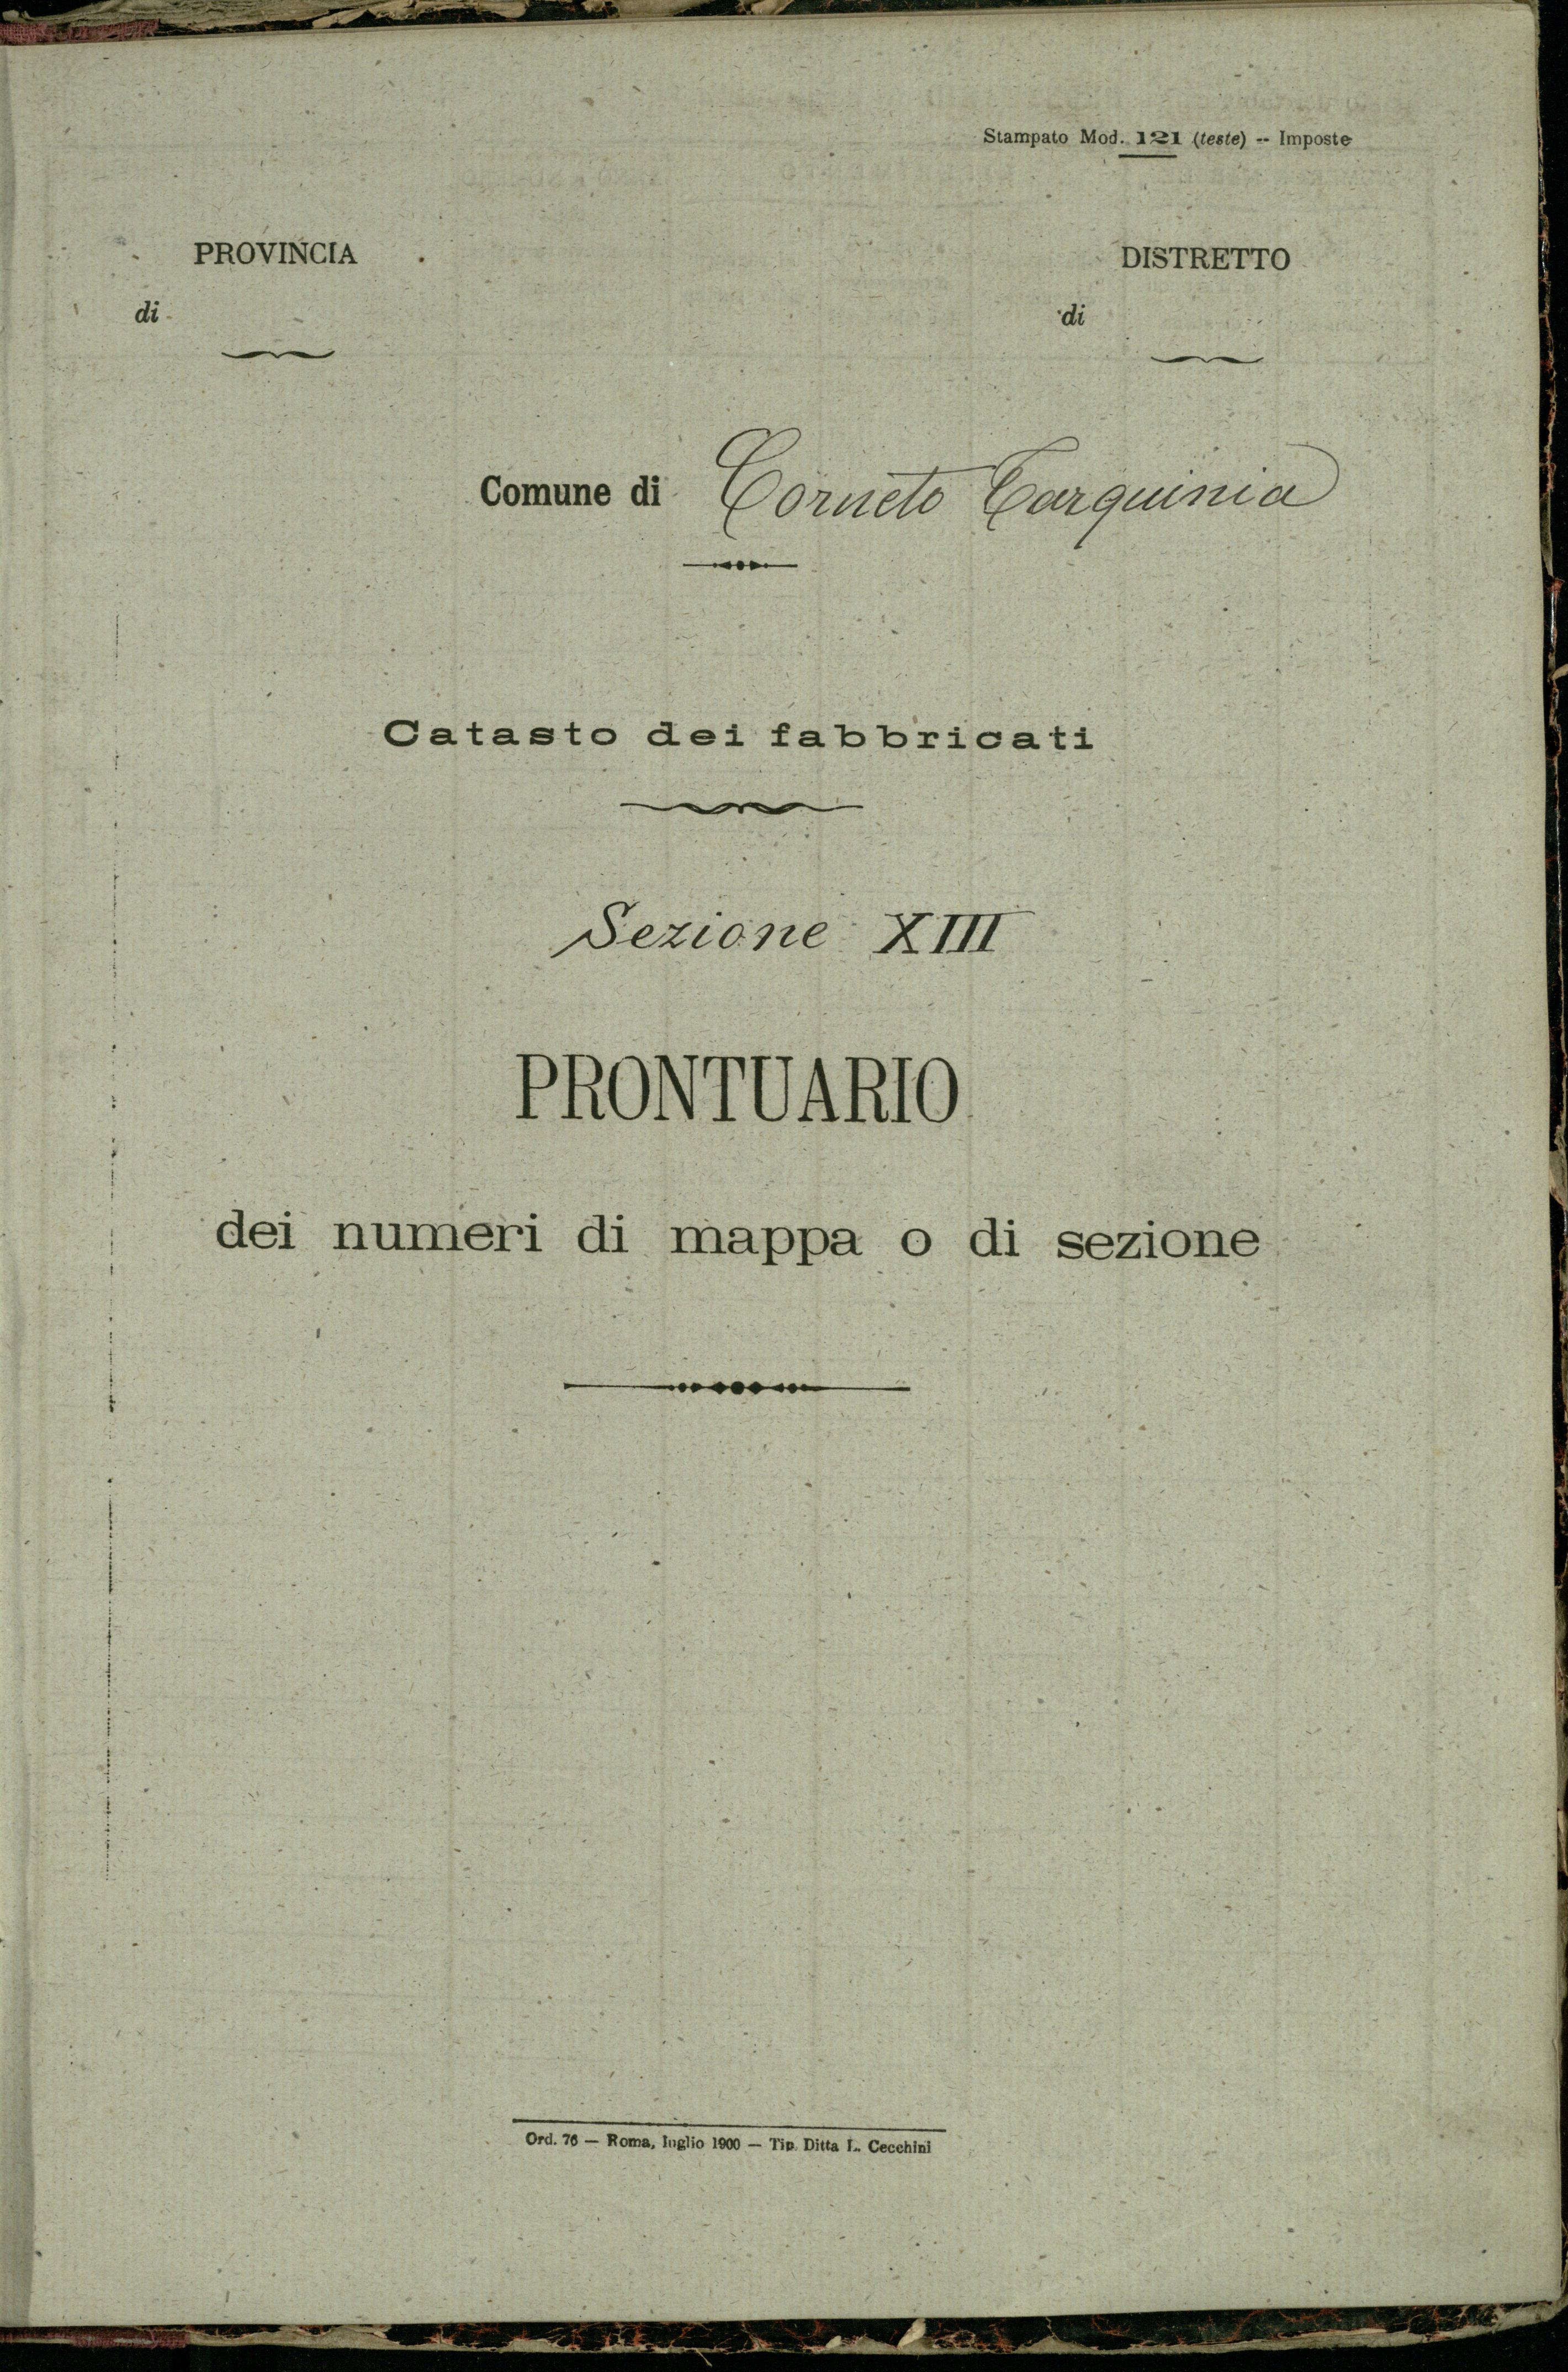 Stampato Mod. 121 (teste) -- Imposte
PROVINCIA
di
DISTRETTO
di
Comune di Corneto Tarquinia
Catasto dei fabbricati
Sezione XIII
PRONTUARIO
dei numeri di mappa o di sezione
Ord. 76 — Roma, luglio 1900 — Tip. Ditta L. Cecchini